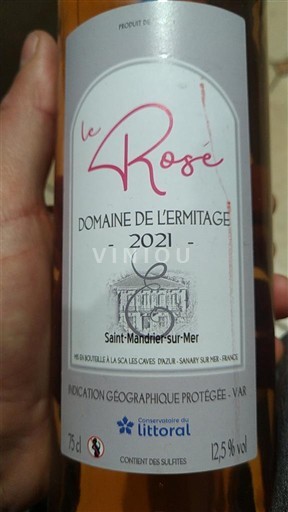 PRODUIT DE
le
Rosé
DOMAINE DE L'ERMITAGE
- 2021 -
VINIOU
E
Saint-Mandrier-sur-Mer
MIS EN BOUTEILLE À LA SCA LES CAVES D'AZUR - SANARY SUR MER - FRANCE
INDICATION GÉOGRAPHIQUE PROTÉGÉE - VAR
Conservatoire du
littoral
75 cl
12,5 % vol
CONTIENT DES SULFITES